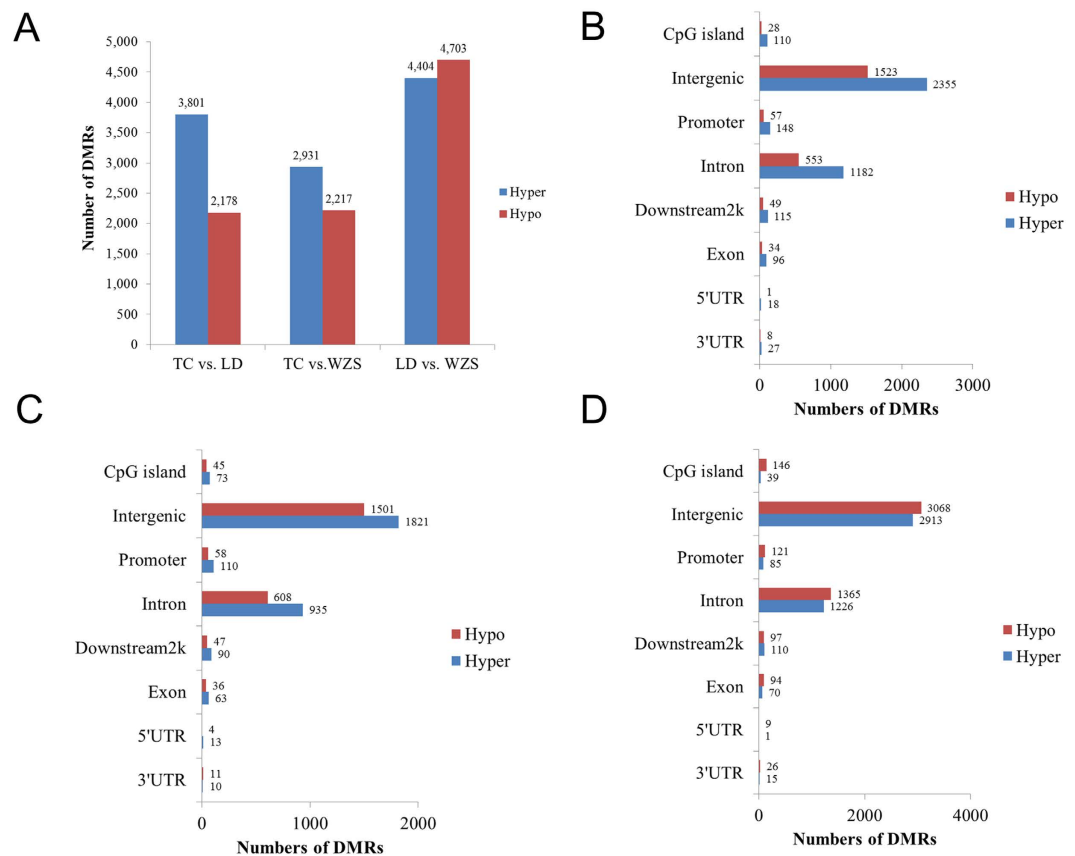 A
Number of DMRs
5,000
4,500
4,000
3,500
3,000
2,500
2,000
1,500
1,000
500
0
3,801
2,178
2,931
2,217
4,404
4,703
TC vs. LD
TC vs.WZS
LD vs. WZS
Hyper
Hypo
B
CpG island
28
110
Intergenic
1523
2355
Promoter
57
148
Intron
553
1182
Downstream2k
49
115
Exon
34
96
5'UTR
1
18
3'UTR
8
27
Hypo
Hyper
0
1000
2000
3000
Numbers of DMRs
C
CpG island
45
73
Intergenic
1501
1821
Promoter
58
110
Intron
608
935
Downstream2k
47
90
Exon
36
63
5'UTR
4
13
3'UTR
11
10
Hypo
Hyper
0
1000
2000
Numbers of DMRs
D
CpG island
146
39
Intergenic
3068
2913
Promoter
121
85
Intron
1365
1226
Downstream2k
97
110
Exon
94
70
5'UTR
9
1
3'UTR
26
15
Hypo
Hyper
0
2000
4000
Numbers of DMRs